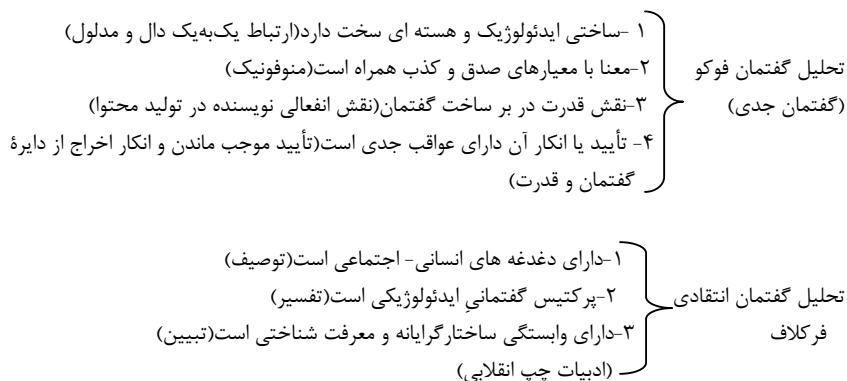 تحلیل گفتمان فوکو
(گفتمان جدی)
۱ -ساختی ایدئولوژیک و هسته ای سخت دارد(ارتباط یک‌به‌یک دال و مدلول)
۲-معنا با معیارهای صدق و کذب همراه است(منوفونیک)
۳-نقش قدرت در بر ساخت گفتمان(نقش انفعالی نویسنده در تولید محتوا)
۴- تأیید یا انکار آن دارای عواقب جدی است(تأیید موجب ماندن و انکار اخراج از دایرۀ
گفتمان و قدرت)
تحلیل گفتمان انتقادی
فرکلاف
۱-دارای دغدغه های انسانی- اجتماعی است(توصیف)
۲-پرکتیس گفتمانیِ ایدئولوژیکی است(تفسیر)
۳-دارای وابستگی ساختارگرایانه و معرفت شناختی است(تبیین)
(ادبیات چپ انقلابی)